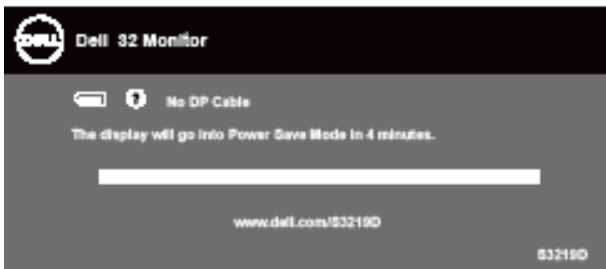 DELL Dell 32 Monitor
? No DP Cable
The display will go into Power Save Mode in 4 minutes.
www.dell.com/S3219D
S3219D